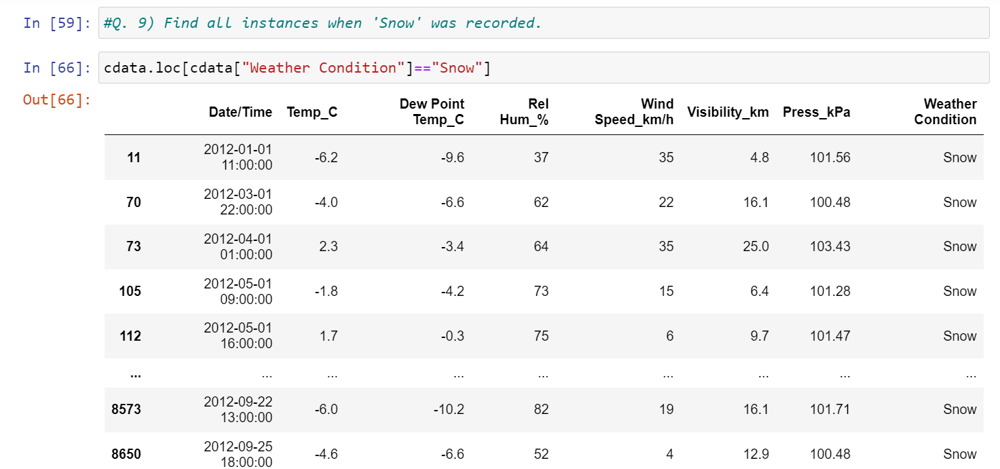 In [59]: #Q. 9) Find all instances when 'Snow' was recorded.
In [66]: cdata.loc[cdata["Weather Condition"]=="Snow"]
Out[66]:
Date/Time Temp_C Dew Point Temp_C Rel Hum_% Wind Speed_km/h Visibility_km Press_kPa Weather Condition
11 2012-01-01 11:00:00 -6.2 -9.6 37 35 4.8 101.56 Snow
70 2012-03-01 22:00:00 -4.0 -6.6 62 22 16.1 100.48 Snow
73 2012-04-01 01:00:00 2.3 -3.4 64 35 25.0 103.43 Snow
105 2012-05-01 09:00:00 -1.8 -4.2 73 15 6.4 101.28 Snow
112 2012-05-01 16:00:00 1.7 -0.3 75 6 9.7 101.47 Snow
... ... ... ... ... ... ... ... ...
8573 2012-09-22 13:00:00 -6.0 -10.2 82 19 16.1 101.71 Snow
8650 2012-09-25 18:00:00 -4.6 -6.6 52 4 12.9 100.48 Snow